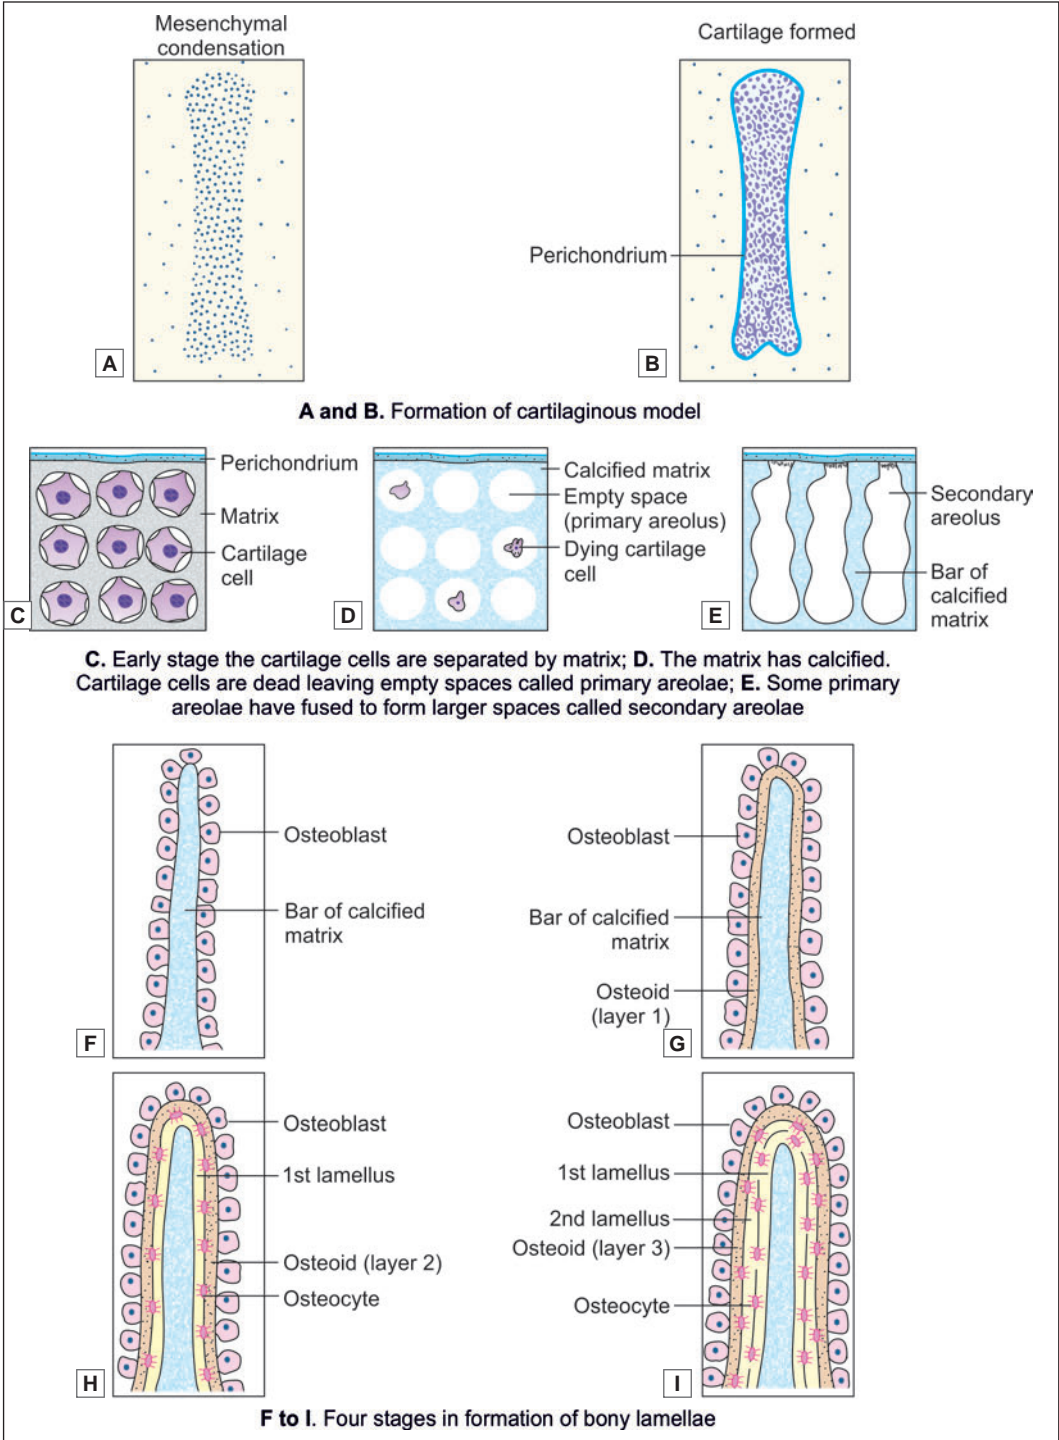 Mesenchymal
condensation
Cartilage formed
Perichondrium
A
B
A and B. Formation of cartilaginous model
Perichondrium
Matrix
Cartilage
cell
C
Calcified matrix
Empty space
(primary areolus)
Dying cartilage
cell
D
Secondary
areolus
Bar of
calcified
matrix
E
C. Early stage the cartilage cells are separated by matrix; D. The matrix has calcified.
Cartilage cells are dead leaving empty spaces called primary areolae; E. Some primary
areolae have fused to form larger spaces called secondary areolae
Osteoblast
Bar of calcified
matrix
F
Osteoblast
Bar of calcified
matrix
Osteoid
(layer 1)
G
Osteoblast
1st lamellus
Osteoid (layer 2)
Osteocyte
H
Osteoblast
1st lamellus
2nd lamellus
Osteoid (layer 3)
Osteocyte
I
F to I. Four stages in formation of bony lamellae